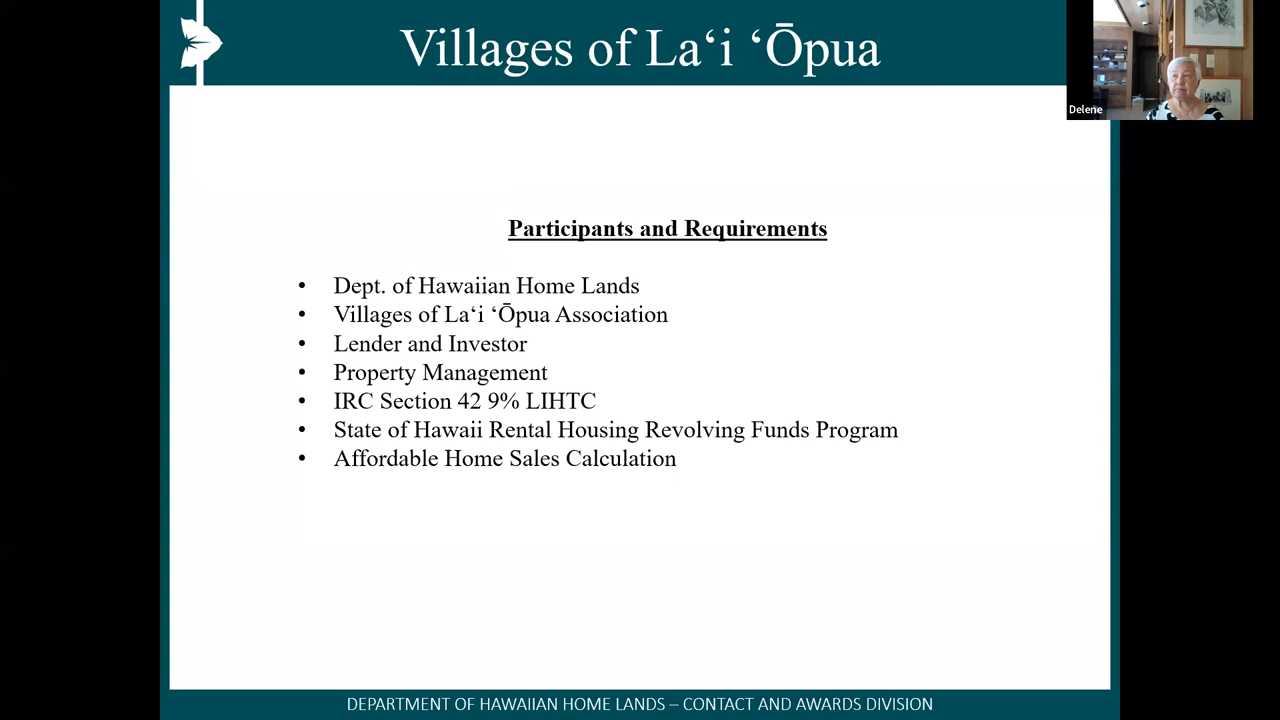 Villages of Laʻi ʻŌpua
Delene
Participants and Requirements
• Dept. of Hawaiian Home Lands
• Villages of Laʻi ʻŌpua Association
• Lender and Investor
• Property Management
• IRC Section 42 9% LIHTC
• State of Hawaii Rental Housing Revolving Funds Program
• Affordable Home Sales Calculation
DEPARTMENT OF HAWAIIAN HOME LANDS – CONTACT AND AWARDS DIVISION